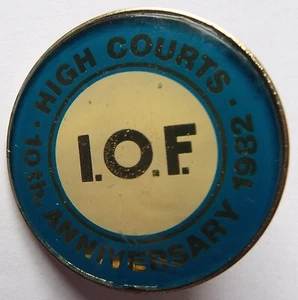 · HIGH COURTS ·
10th. ANNIVERSARY 1982
I.O.F.